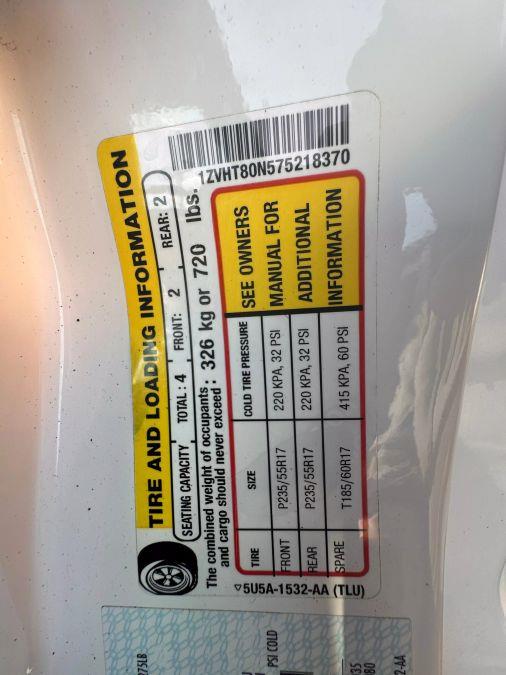 TIRE AND LOADING INFORMATION
SEATING CAPACITY TOTAL : 4 FRONT: 2 REAR: 2
The combined weight of occupants : 326 kg or 720 lbs.
and cargo should never exceed :
1ZVHT80N575218370
TIRE SIZE COLD TIRE PRESSURE SEE OWNERS
MANUAL FOR
ADDITIONAL
INFORMATION
FRONT P235/55R17 220 KPA, 32 PSI
REAR P235/55R17 220 KPA, 32 PSI
SPARE T185/60R17 415 KPA, 60 PSI
5U5A-1532-AA (TLU)
PSI COLD